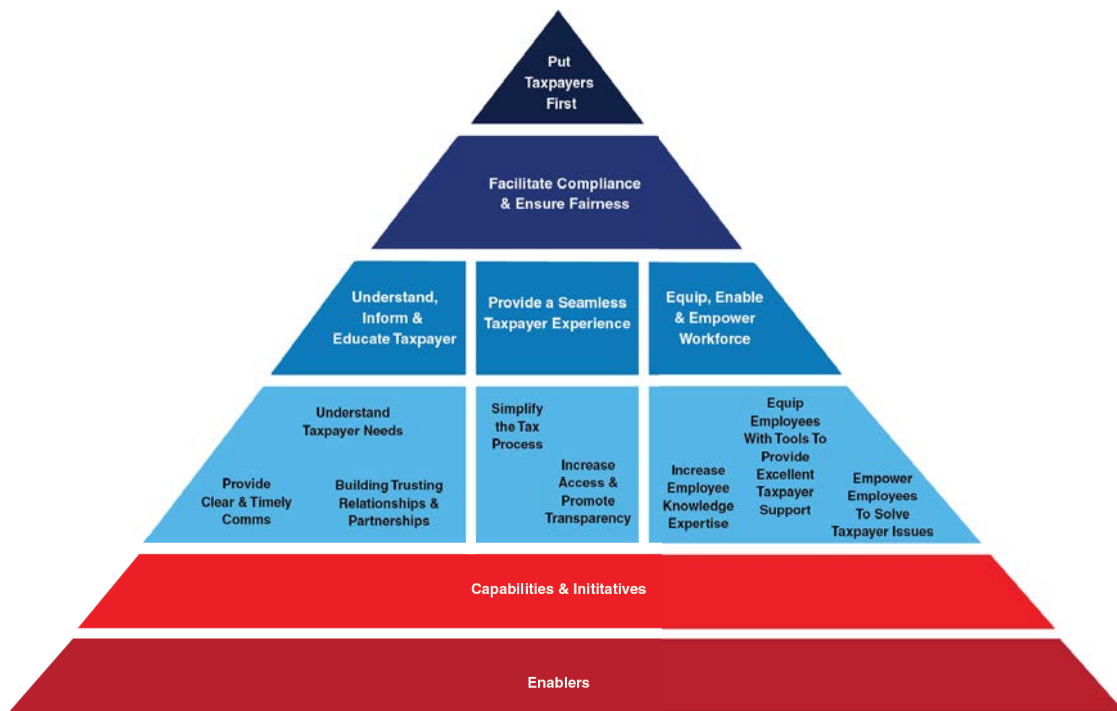 Put
Taxpayers
First
Facilitate Compliance
& Ensure Fairness
Understand,
Inform &
Educate Taxpayer
Provide a Seamless
Taxpayer Experience
Equip, Enable
& Empower
Workforce
Understand
Taxpayer Needs
Provide
Clear & Timely
Comms
Building Trusting
Relationships &
Partnerships
Simplify
the Tax
Process
Increase
Access &
Promote
Transparency
Increase
Employee
Knowledge
Expertise
Equip
Employees
With Tools To
Provide
Excellent
Taxpayer
Support
Empower
Employees
To Solve
Taxpayer Issues
Capabilities & Inititatives
Enablers